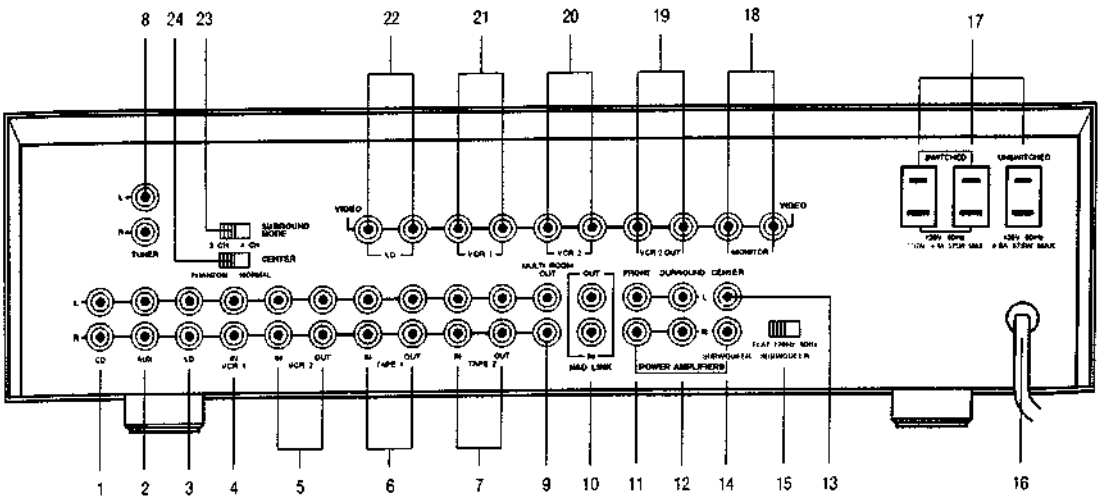 8 24 23 22 21 20 19 18 17
SWITCHED UNSWITCHED
L
R
TUNER
SURROUND
MODE
3 CH 4 CH
CENTER
PHANTOM NORMAL
VIDEO VIDEO
LD VCR 1 VCR 2 VCR 2 OUT MONITOR
MULTI ROOM
OUT OUT FRONT SURROUND CENTER
L L
R R
CD AUX LD IN IN OUT IN OUT IN OUT IN
VCR 1 VCR 2 TAPE 1 TAPE 2 NAD LINK
POWER AMPLIFIERS SUBWOOFER
SUBWOOFER
1 2 3 4 5 6 7 9 10 11 12 14 15 13 16